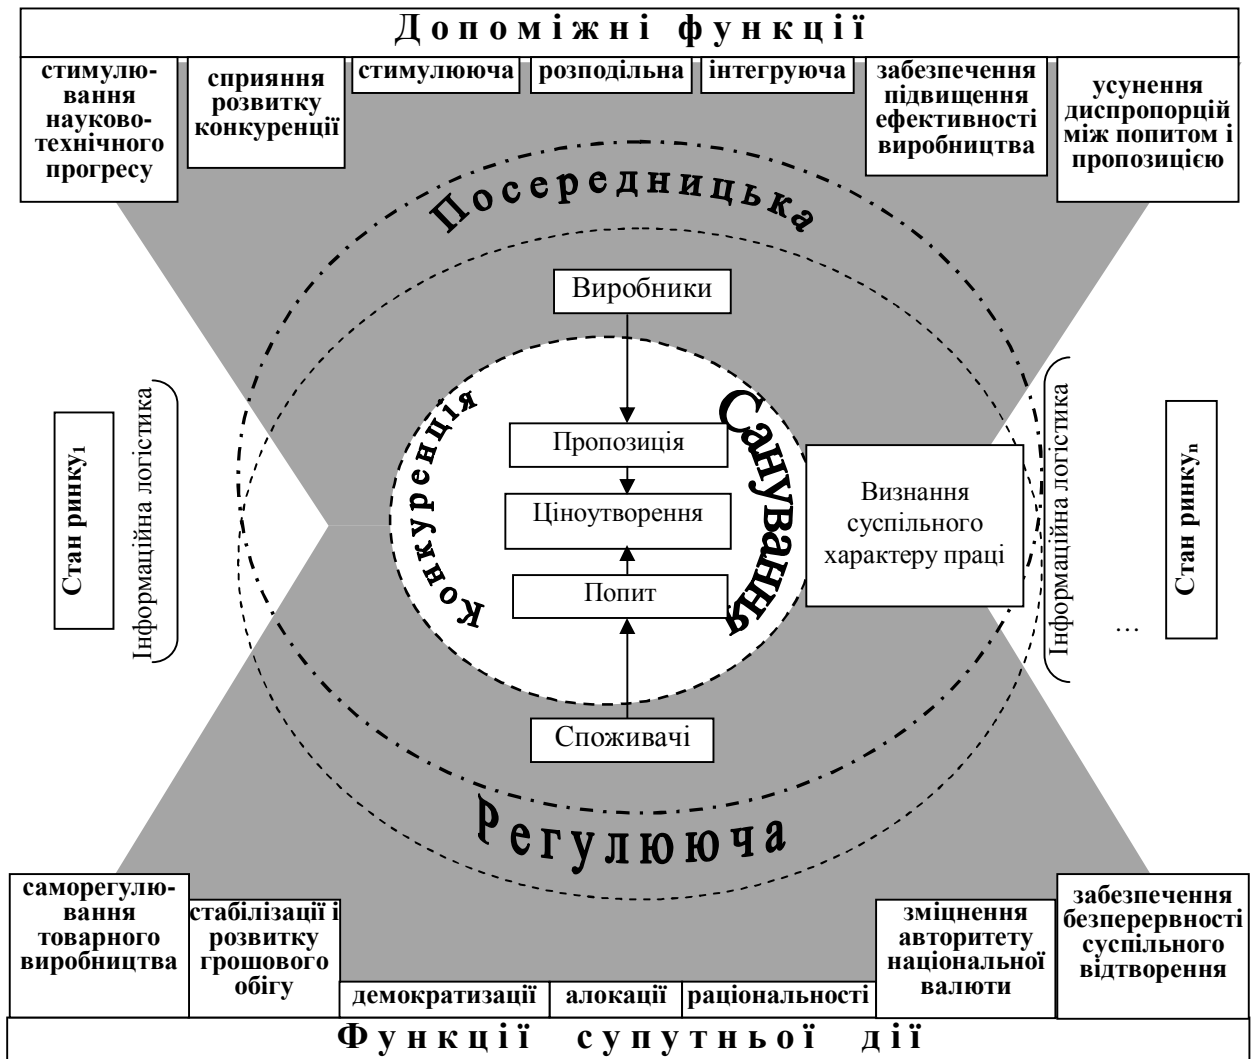 Допоміжні функції
стимулю-
вання
науково-
технічного
прогресу
сприяння
розвитку
конкуренції
стимулююча
розподільна
інтегруюча
забезпечення
підвищення
ефективності
виробництва
усунення
диспропорцій
між попитом і
пропозицією
Посередницька
Виробники
Конкуренція
Санування
Пропозиція
Ціноутворення
Попит
Споживачі
Визнання
суспільного
характеру праці
Стан ринку1
Інформаційна логістика
Інформаційна логістика
...
Стан ринкуn
Регулююча
саморегулю-
вання
товарного
виробництва
стабілізації і
розвитку
грошового
обігу
демократизації
алокації
раціональності
зміцнення
авторитету
національної
валюти
забезпечення
безперервності
суспільного
відтворення
Функції супутньої дії